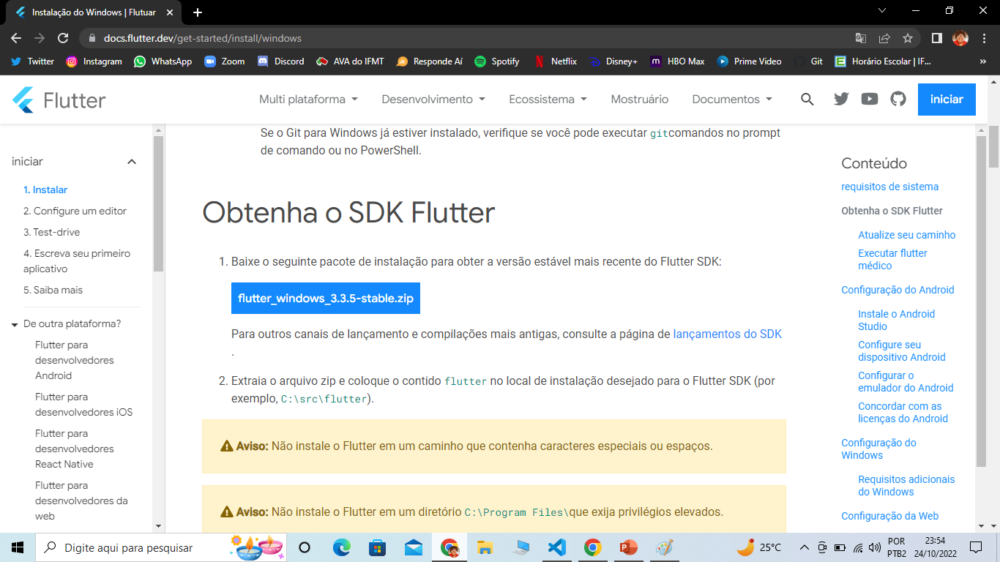 Instalação do Windows | Flutuar
docs.flutter.dev/get-started/install/windows
Twitter Instagram WhatsApp Zoom Discord AVA do IFMT Responde Aí Spotify Netflix Disney+ HBO Max Prime Video Git Horário Escolar | IF... »
Flutter Multi plataforma Desenvolvimento Ecossistema Mostruário Documentos iniciar
iniciar
1. Instalar
2. Configure um editor
3. Test-drive
4. Escreva seu primeiro
aplicativo
5. Saiba mais
De outra plataforma?
Flutter para
desenvolvedores
Android
Flutter para
desenvolvedores iOS
Flutter para
desenvolvedores
React Native
Flutter para
desenvolvedores da
web
Se o Git para Windows já estiver instalado, verifique se você pode executar gitcomandos no prompt
de comando ou no PowerShell.
Obtenha o SDK Flutter
1. Baixe o seguinte pacote de instalação para obter a versão estável mais recente do Flutter SDK:
flutter_windows_3.3.5-stable.zip
Para outros canais de lançamento e compilações mais antigas, consulte a página de lançamentos do SDK
.
2. Extraia o arquivo zip e coloque o contido flutter no local de instalação desejado para o Flutter SDK (por
exemplo, C:\src\flutter).
Aviso: Não instale o Flutter em um caminho que contenha caracteres especiais ou espaços.
Aviso: Não instale o Flutter em um diretório C:\Program Files\que exija privilégios elevados.
Conteúdo
requisitos de sistema
Obtenha o SDK Flutter
Atualize seu caminho
Executar flutter
médico
Configuração do Android
Instale o Android
Studio
Configure seu
dispositivo Android
Configurar o
emulador do Android
Concordar com as
licenças do Android
Configuração do
Windows
Requisitos adicionais
do Windows
Configuração da Web
Digite aqui para pesquisar
25°C
POR
PTB2
23:54
24/10/2022